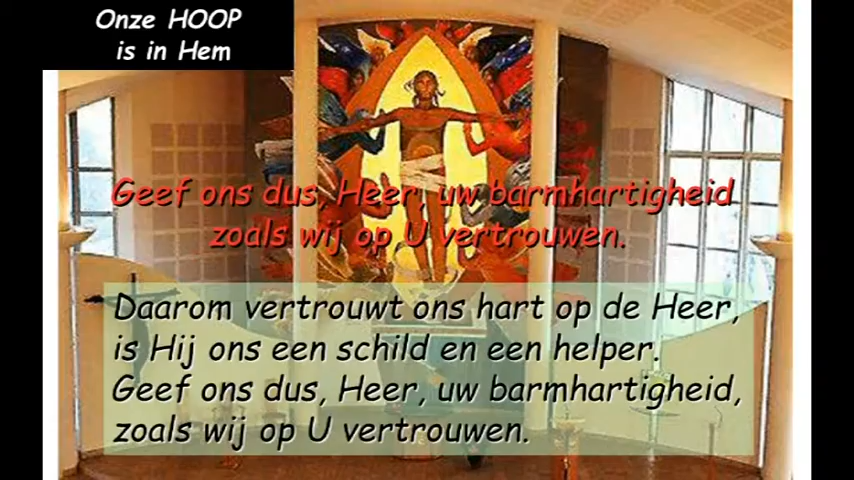 Onze HOOP
is in Hem
Geef ons dus, Heer, uw barmhartigheid
zoals wij op U vertrouwen.
Daarom vertrouwt ons hart op de Heer,
is Hij ons een schild en een helper.
Geef ons dus, Heer, uw barmhartigheid,
zoals wij op U vertrouwen.